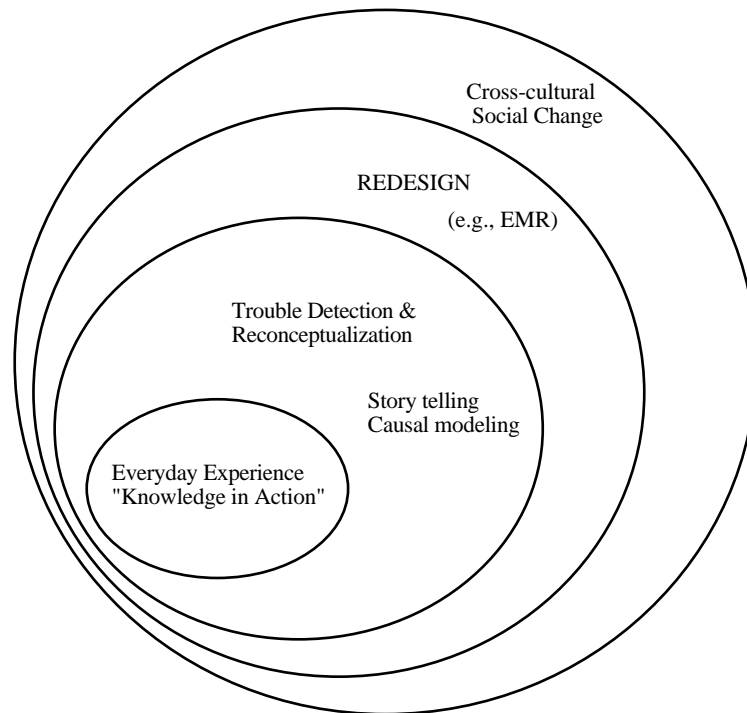 Cross-cultural
Social Change
REDESIGN
(e.g., EMR)
Trouble Detection &
Reconceptualization
Story telling
Causal modeling
Everyday Experience
"Knowledge in Action"